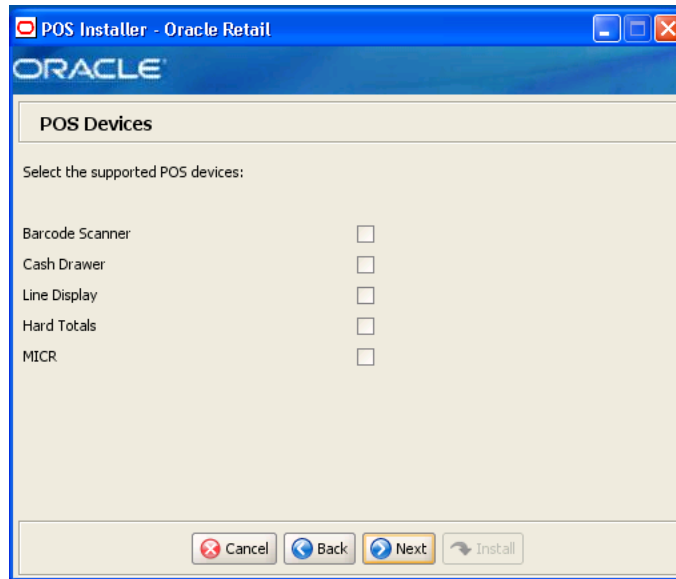 POS Installer - Oracle Retail
ORACLE
POS Devices
Select the supported POS devices:
Barcode Scanner
Cash Drawer
Line Display
Hard Totals
MICR
Cancel Back Next Install